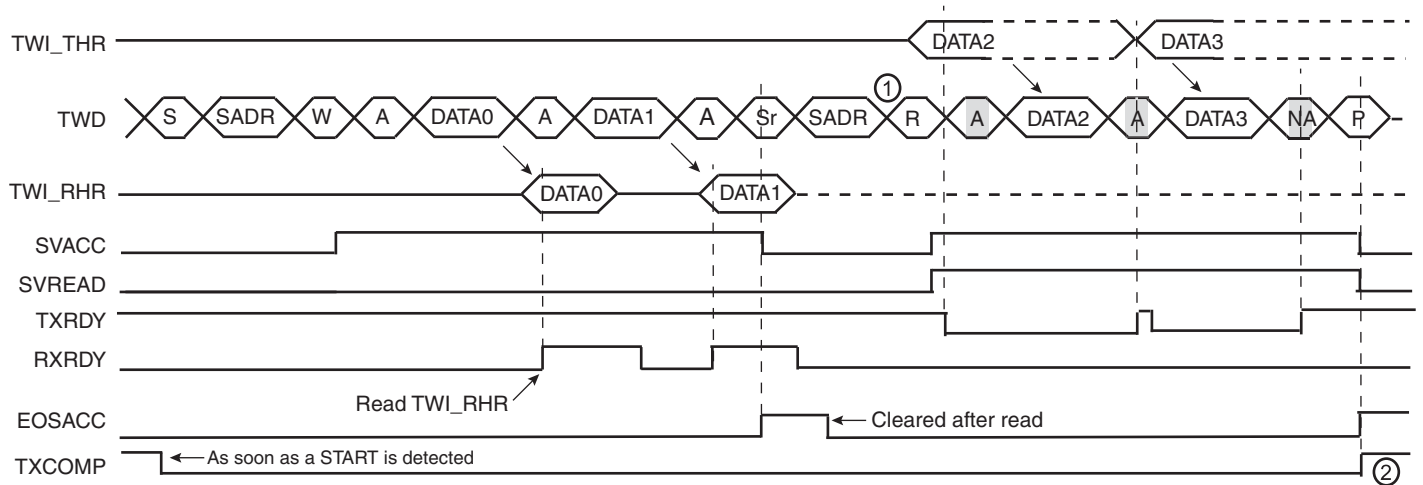 TWI_THR DATA2 DATA3
①
TWD S SADR W A DATA0 A DATA1 A Sr SADR R A DATA2 A DATA3 NA P
TWI_RHR DATA0 DATA1
SVACC
SVREAD
TXRDY
RXRDY
Read TWI_RHR
EOSACC Cleared after read
As soon as a START is detected
TXCOMP ②